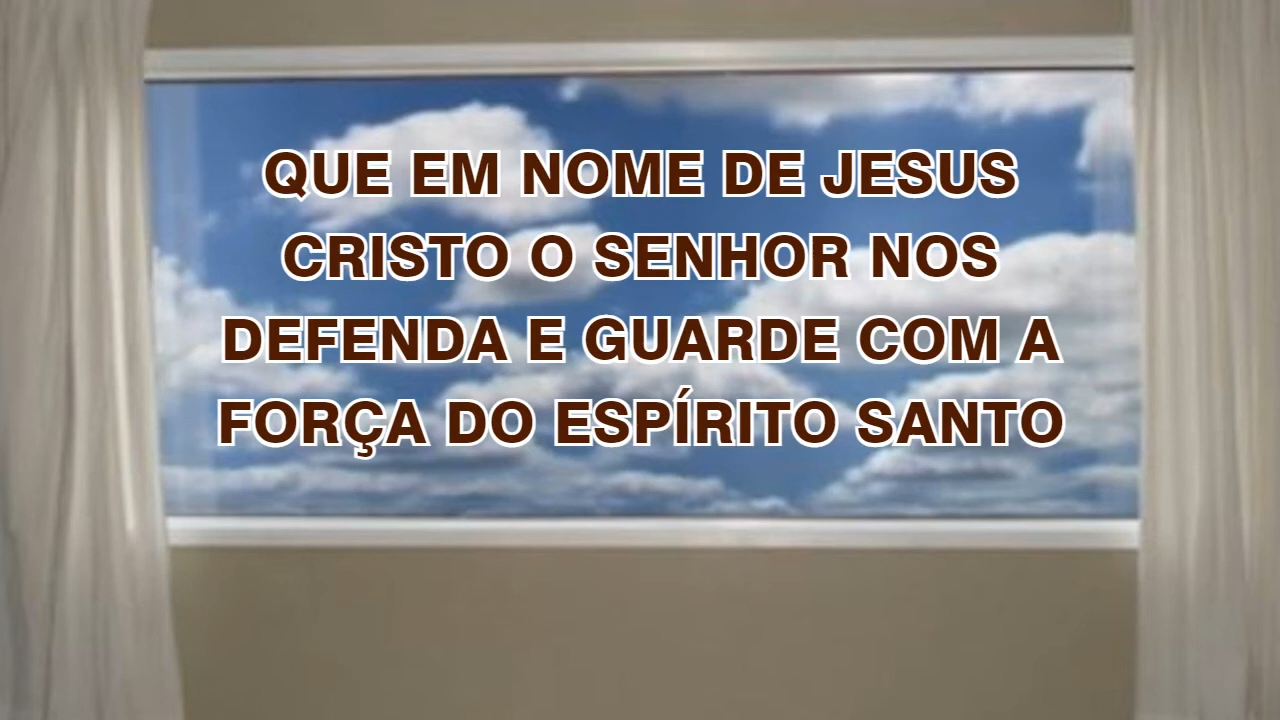 QUE EM NOME DE JESUS
CRISTO O SENHOR NOS
DEFENDA E GUARDE COM A
FORÇA DO ESPÍRITO SANTO